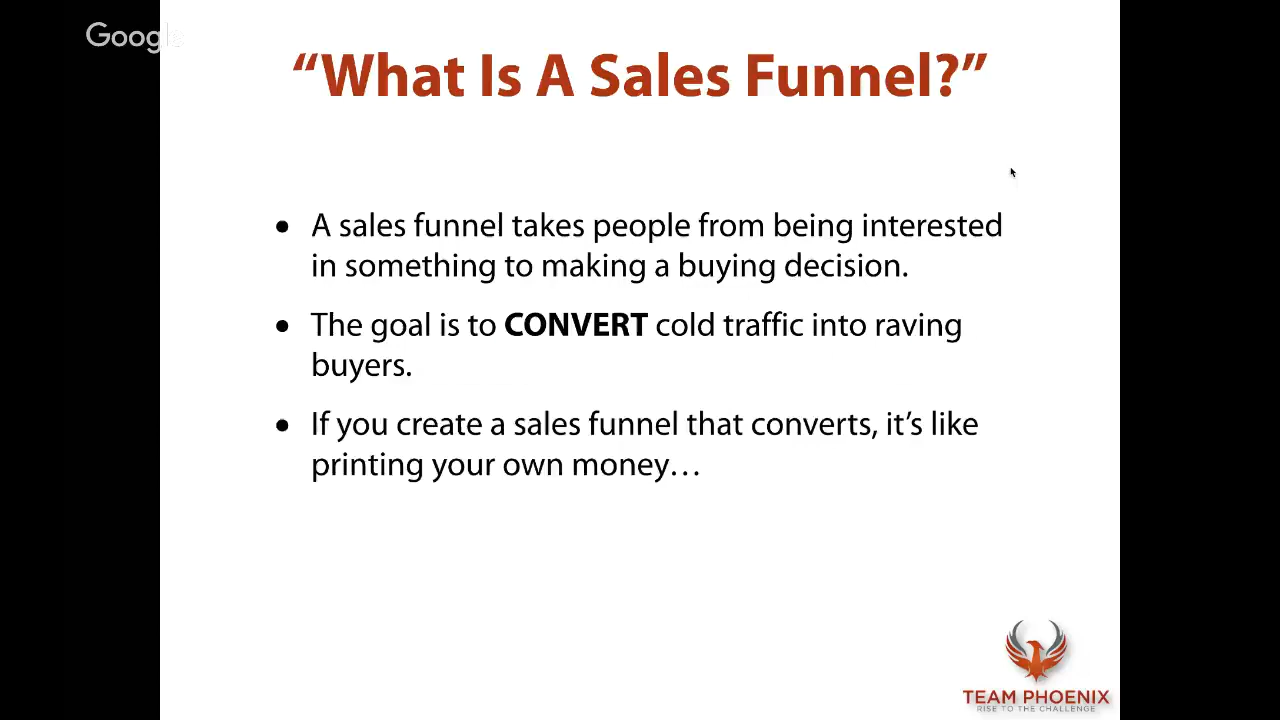 Google
“What Is A Sales Funnel?”
• A sales funnel takes people from being interested
in something to making a buying decision.
• The goal is to CONVERT cold traffic into raving
buyers.
• If you create a sales funnel that converts, it’s like
printing your own money…
TEAM PHOENIX
RISE TO THE CHALLENGE